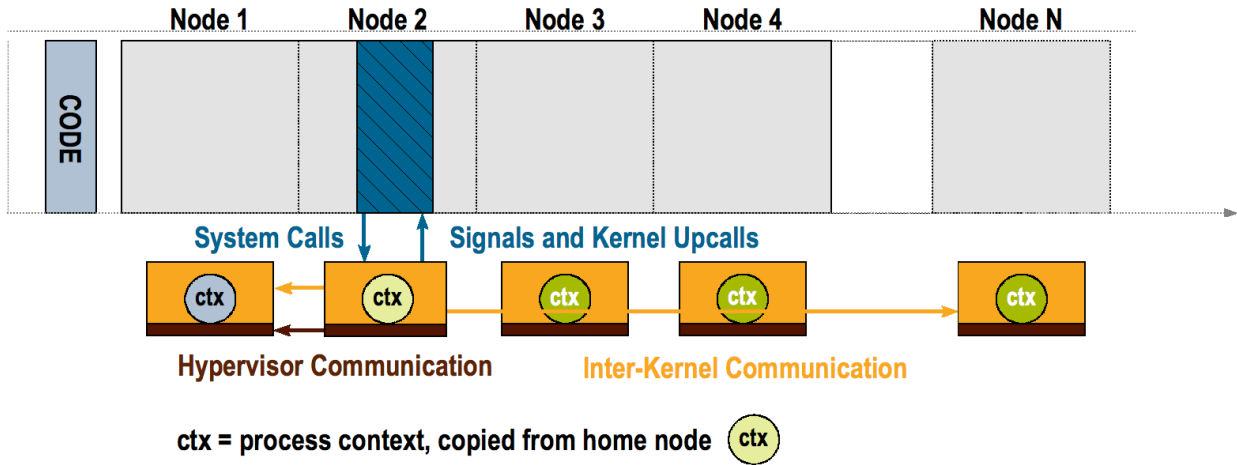 Node 1 Node 2 Node 3 Node 4 Node N
CODE
System Calls Signals and Kernel Upcalls
ctx ctx ctx ctx ctx
Hypervisor Communication Inter-Kernel Communication
ctx = process context, copied from home node ctx